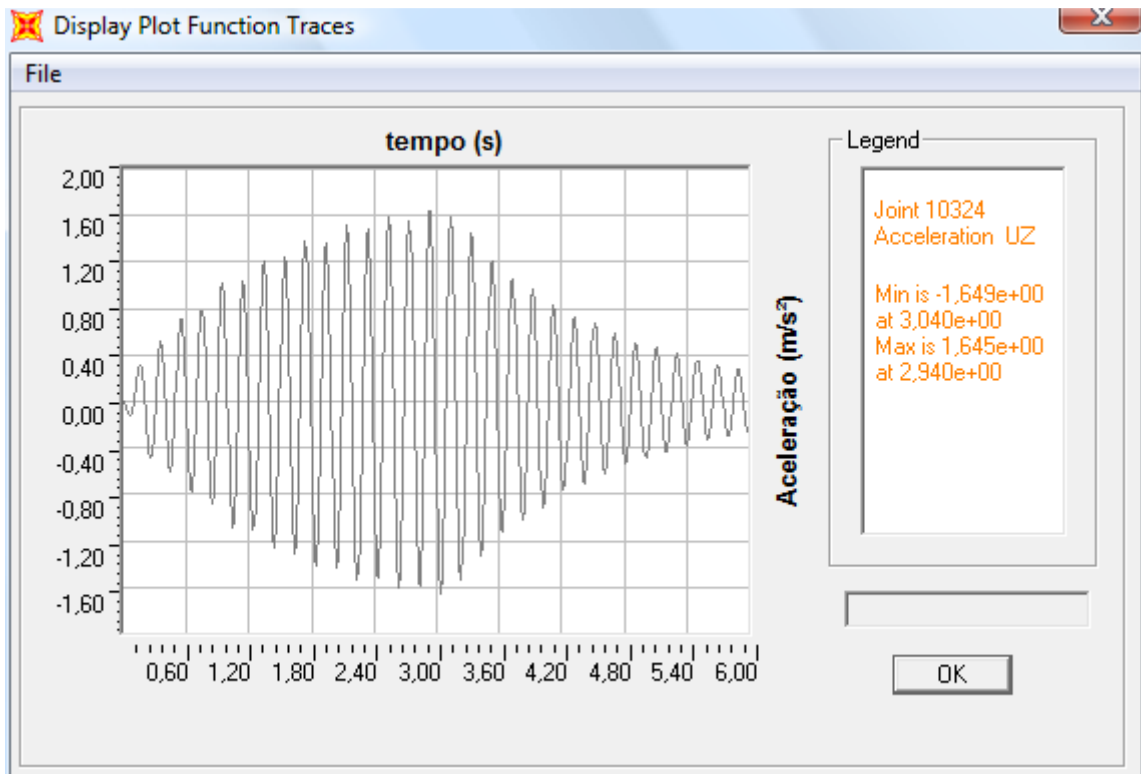 Display Plot Function Traces
File
tempo (s)
2,00
1,60
1,20
0,80
0,40
0,00
-0,40
-0,80
-1,20
-1,60
0,60 1,20 1,80 2,40 3,00 3,60 4,20 4,80 5,40 6,00
Aceleração (m/s²)
Legend
Joint 10324
Acceleration UZ
Min is -1,649e+00
at 3,040e+00
Max is 1,645e+00
at 2,940e+00
OK